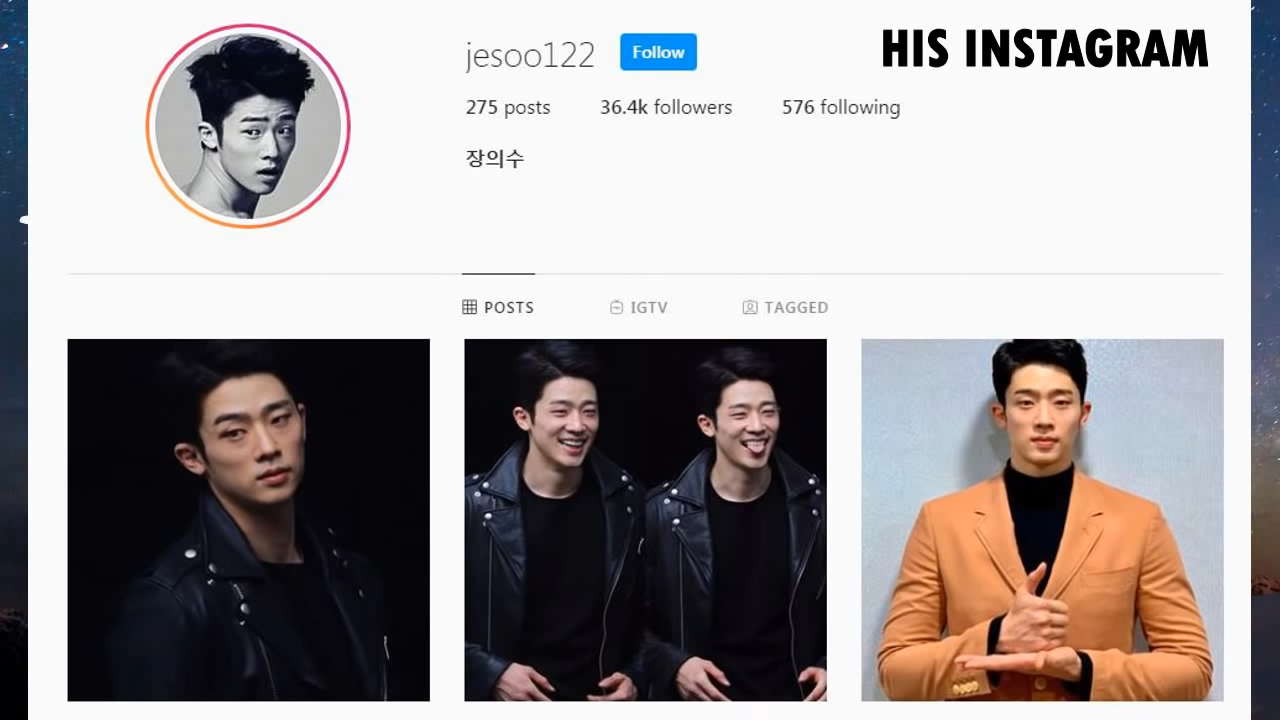 HIS INSTAGRAM
jesoo122 Follow
275 posts 36.4k followers 576 following
장의수
POSTS IGTV TAGGED